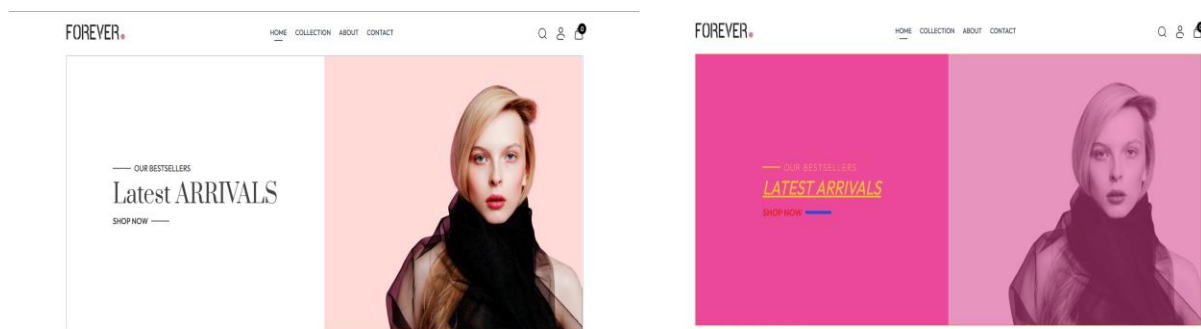 FOREVER.
HOME COLLECTION ABOUT CONTACT
0
OUR BESTSELLERS
Latest ARRIVALS
SHOP NOW
FOREVER.
HOME COLLECTION ABOUT CONTACT
OUR BESTSELLERS
LATEST ARRIVALS
SHOP NOW